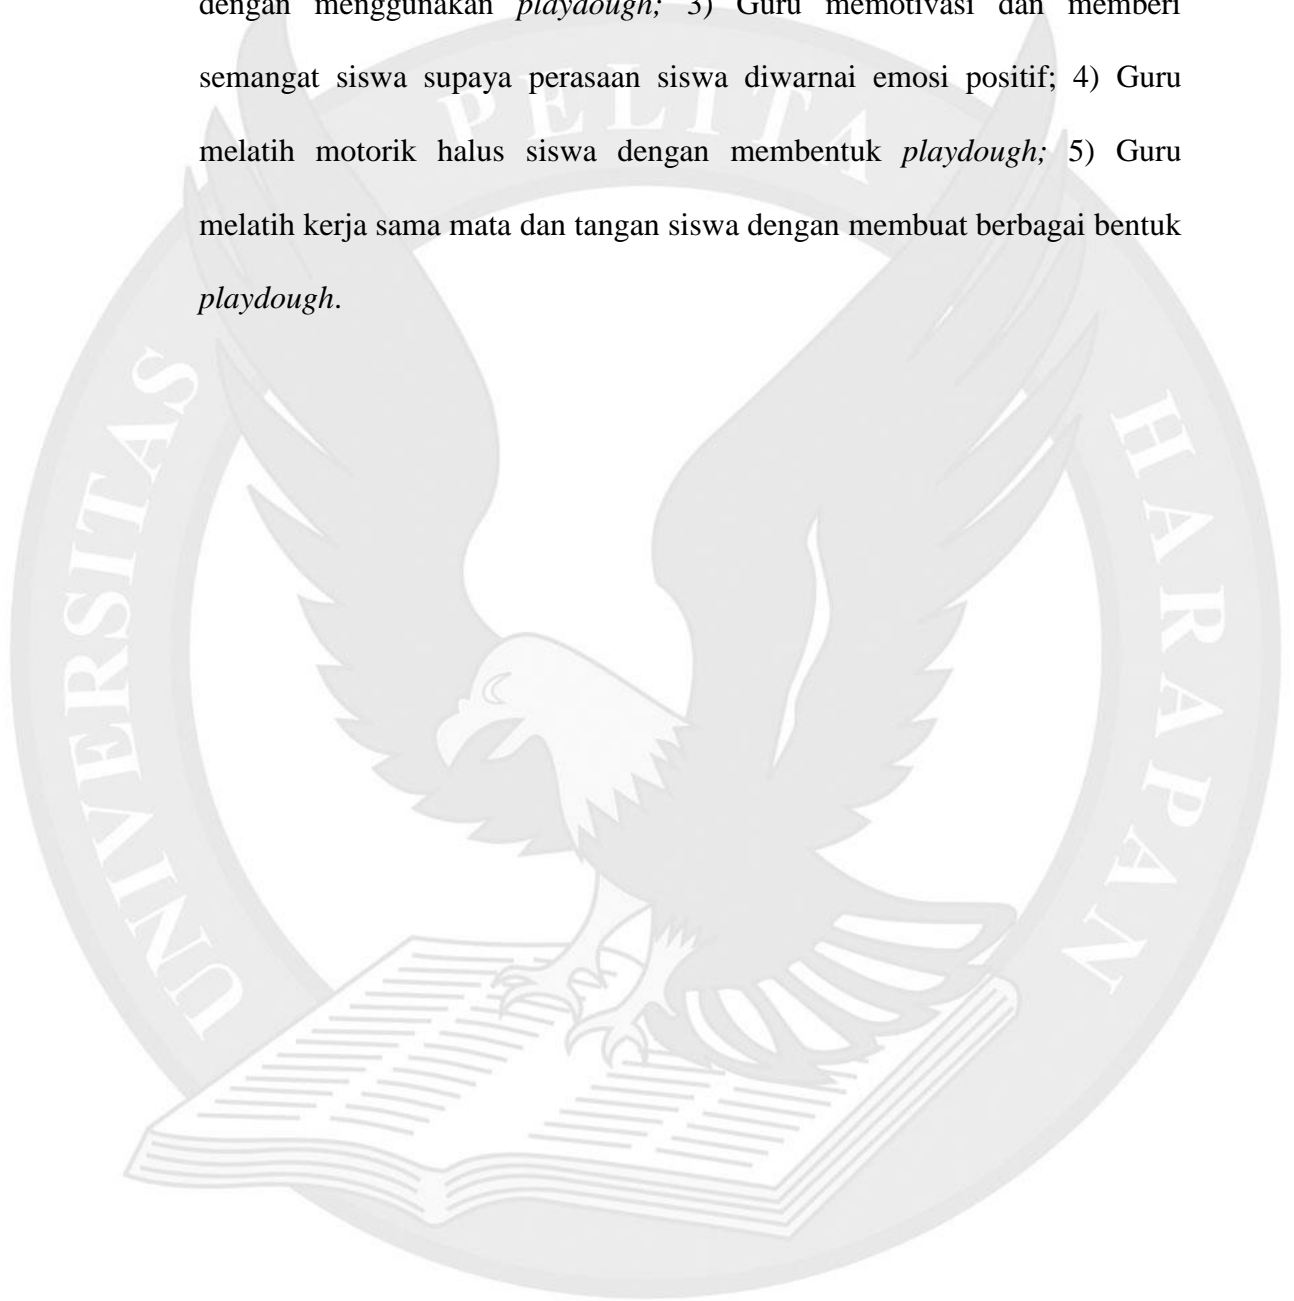 dengan menggunakan playdough; 3) Guru memotivasi dan memberi
semangat siswa supaya perasaan siswa diwarnai emosi positif; 4) Guru
melatih motorik halus siswa dengan membentuk playdough; 5) Guru
melatih kerja sama mata dan tangan siswa dengan membuat berbagai bentuk
playdough.
UNIVERSITAS PELITA HARAPAN